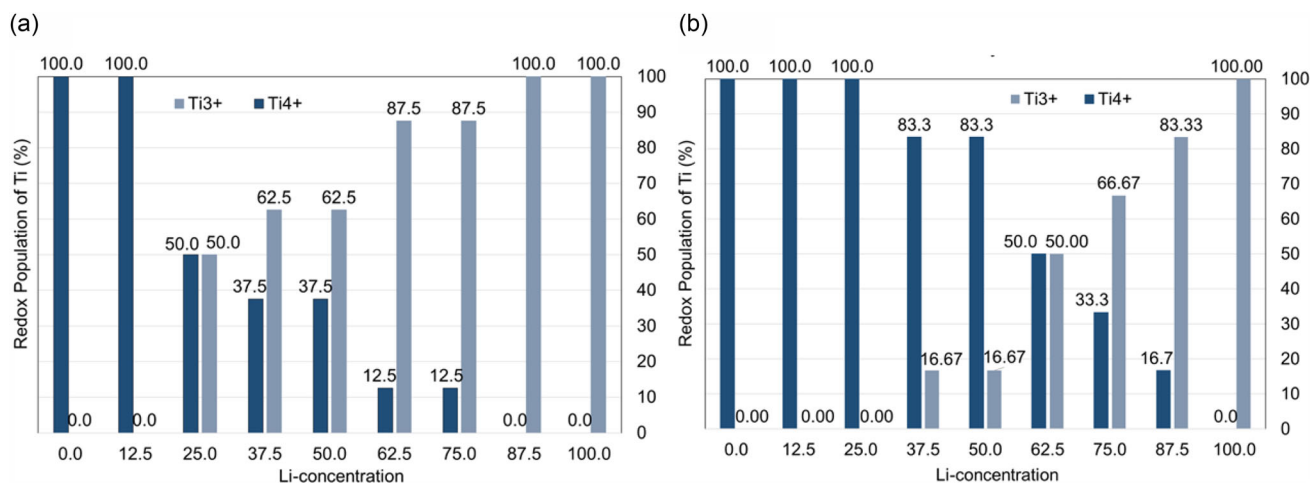 (a)
100.0 100.0 100.0 100.0
Ti3+ Ti4+
87.5 87.5
62.5 62.5
50.0 50.0
37.5 37.5
12.5 12.5
0.0 0.0 0.0 0.0
100
90
80
70
60
50
40
30
20
10
0
Redox Population of Ti (%)
0.0 12.5 25.0 37.5 50.0 62.5 75.0 87.5 100.0
Li-concentration
(b)
100.0 100.0 100.0 100.00
Ti3+ Ti4+
83.3 83.3 83.33
66.67
50.0 50.00
33.3
16.67 16.67 16.7
0.00 0.00 0.00 0.0
100
90
80
70
60
50
40
30
20
10
0
Redox Population of Ti (%)
0.0 12.5 25.0 37.5 50.0 62.5 75.0 87.5 100.0
Li-concentration